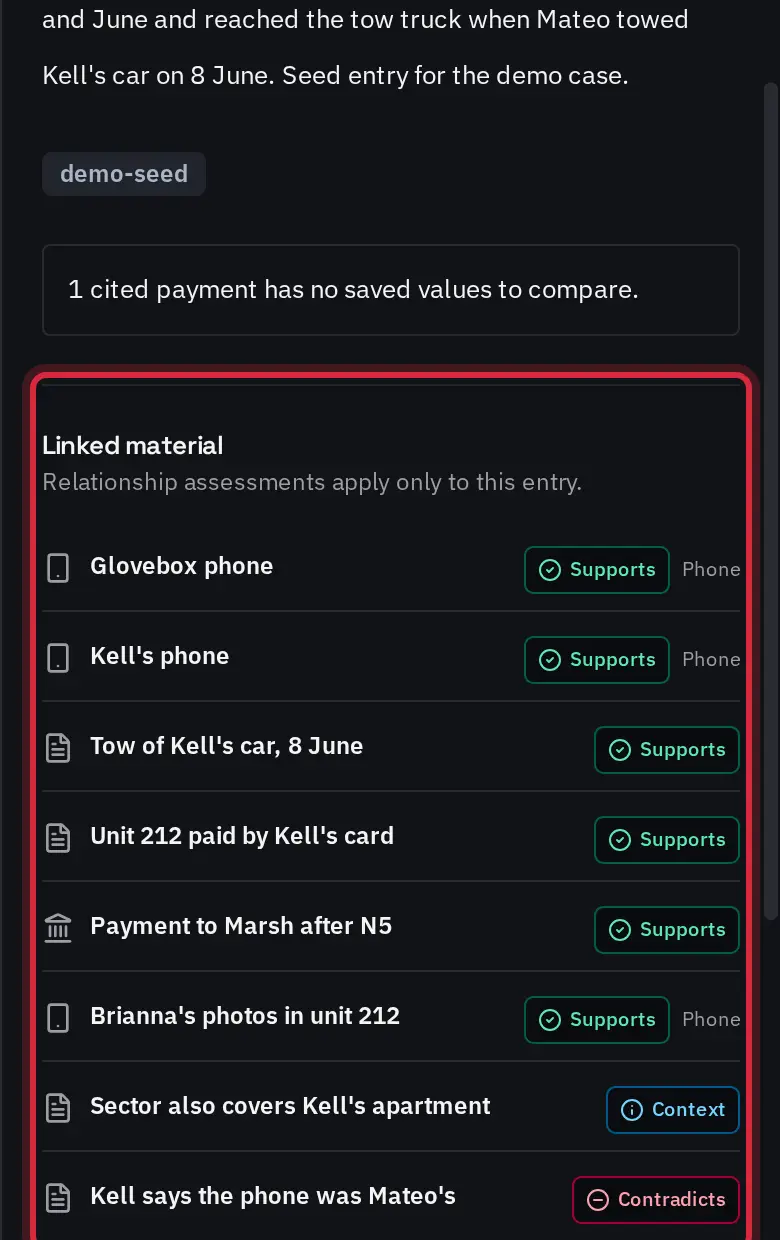 and June and reached the tow truck when Mateo towed
Kell's car on 8 June. Seed entry for the demo case.
demo-seed
1 cited payment has no saved values to compare.
Linked material
Relationship assessments apply only to this entry.
Glovebox phone Supports Phone
Kell's phone Supports Phone
Tow of Kell's car, 8 June Supports
Unit 212 paid by Kell's card Supports
Payment to Marsh after N5 Supports
Brianna's photos in unit 212 Supports Phone
Sector also covers Kell's apartment Context
Kell says the phone was Mateo's Contradicts